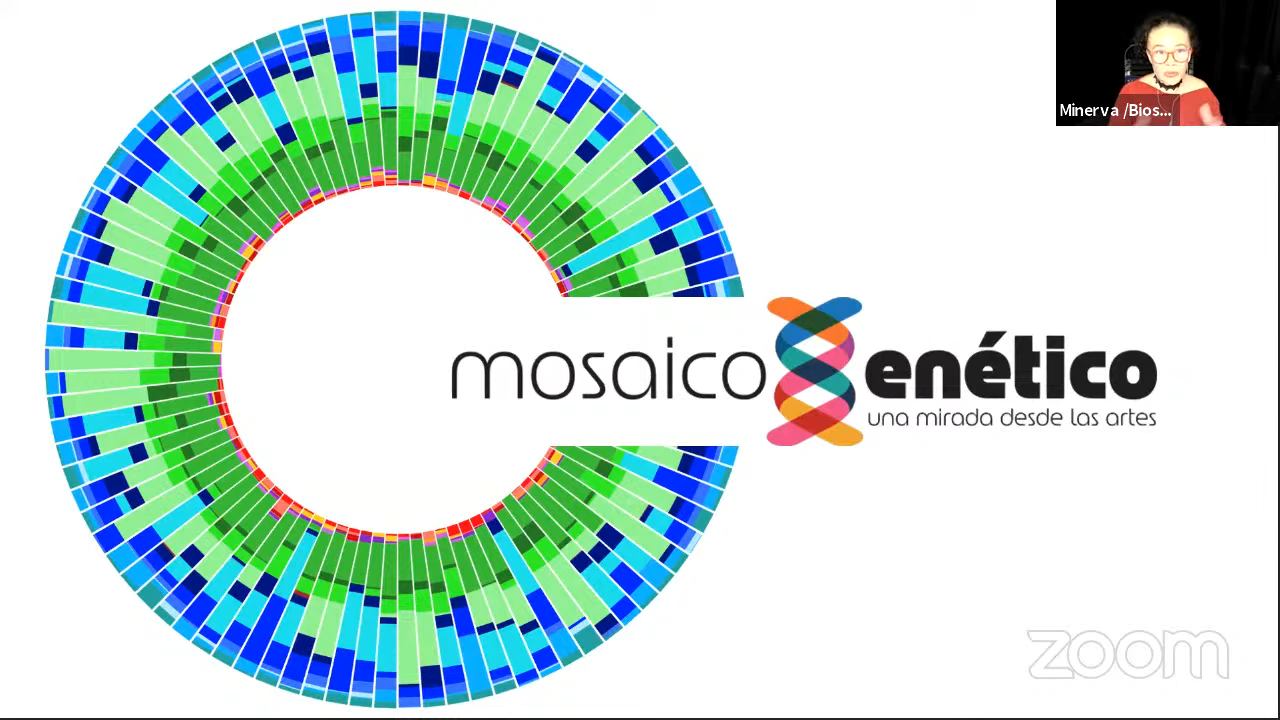 Minerva /Bios...
mosaico enético
una mirada desde las artes
zoom